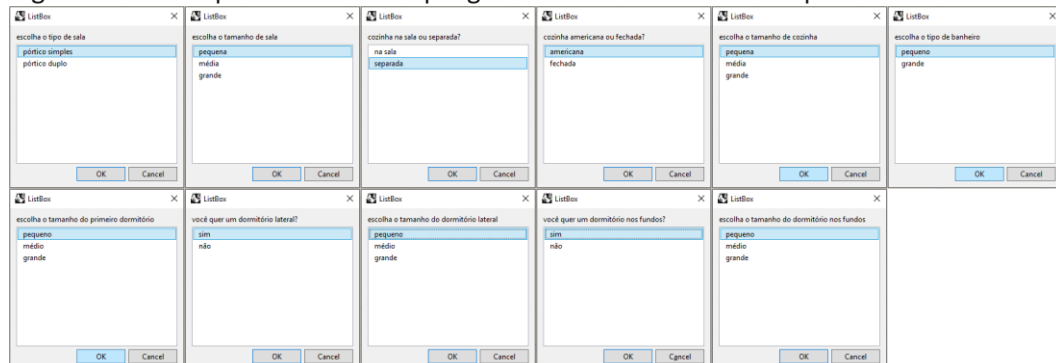 ListBox
escolha o tipo de sala
pórtico simples
pórtico duplo
OK Cancel
ListBox
escolha o tamanho de sala
pequena
média
grande
OK Cancel
ListBox
cozinha na sala ou separada?
na sala
separada
OK Cancel
ListBox
cozinha americana ou fechada?
americana
fechada
OK Cancel
ListBox
escolha o tamanho de cozinha
pequena
média
grande
OK Cancel
ListBox
escolha o tipo de banheiro
pequeno
grande
OK Cancel
ListBox
escolha o tamanho do primeiro dormitório
pequeno
médio
grande
OK Cancel
ListBox
você quer um dormitório lateral?
sim
não
OK Cancel
ListBox
escolha o tamanho do dormitório lateral
pequeno
médio
grande
OK Cancel
ListBox
você quer um dormitório nos fundos?
sim
não
OK Cancel
ListBox
escolha o tamanho do dormitório nos fundos
pequeno
médio
grande
OK Cancel